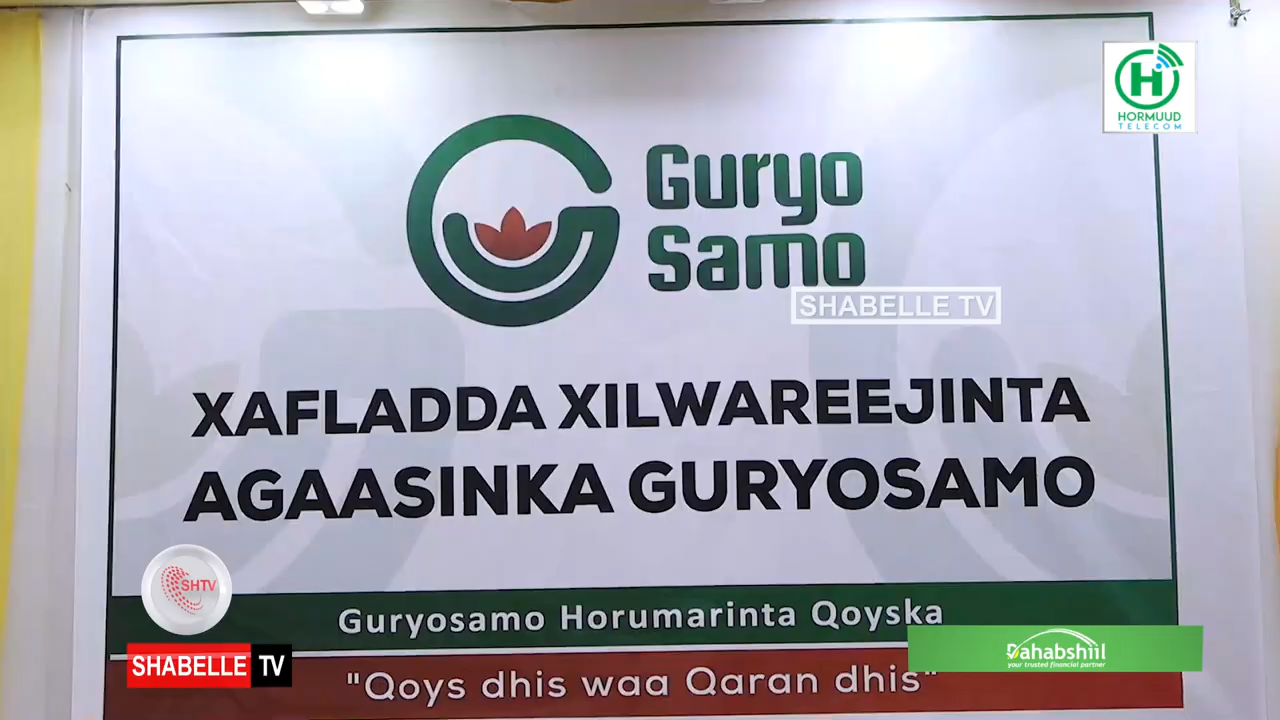 H
HORMUUD
TELECOM
Guryo
Samo
SHABELLE TV
XAFLADDA XILWAREEJINTA
AGAASINKA GURYOSAMO
SHTV
Guryosamo Horumarinta Qoyska
SHABELLE TV
Dahabshiil
your trusted financial partner
"Qoys dhis waa Qaran dhis"